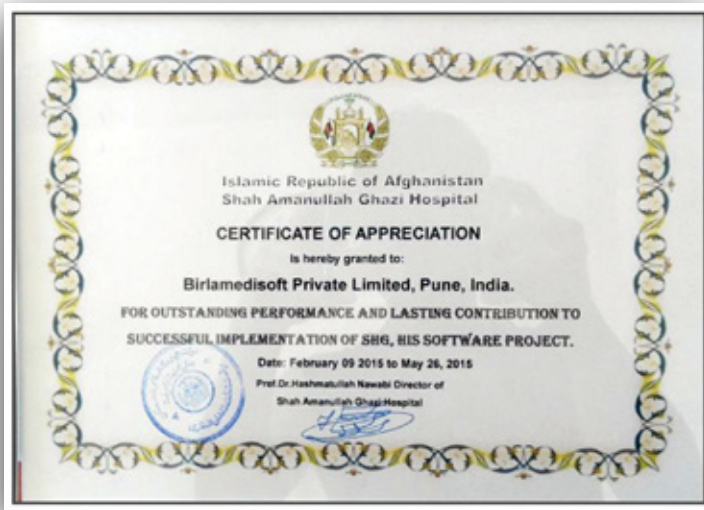 Islamic Republic of Afghanistan
Shah Amanullah Ghazi Hospital
CERTIFICATE OF APPRECIATION
is hereby granted to:
Birlamedisoft Private Limited, Pune, India.
FOR OUTSTANDING PERFORMANCE AND LASTING CONTRIBUTION TO
SUCCESSFUL IMPLEMENTATION OF SHG, HIS SOFTWARE PROJECT.
Date: February 09 2015 to May 26, 2015
Prof.Dr.Hashmatullah Nawabi Director of
Shah Amanullah Ghazi Hospital